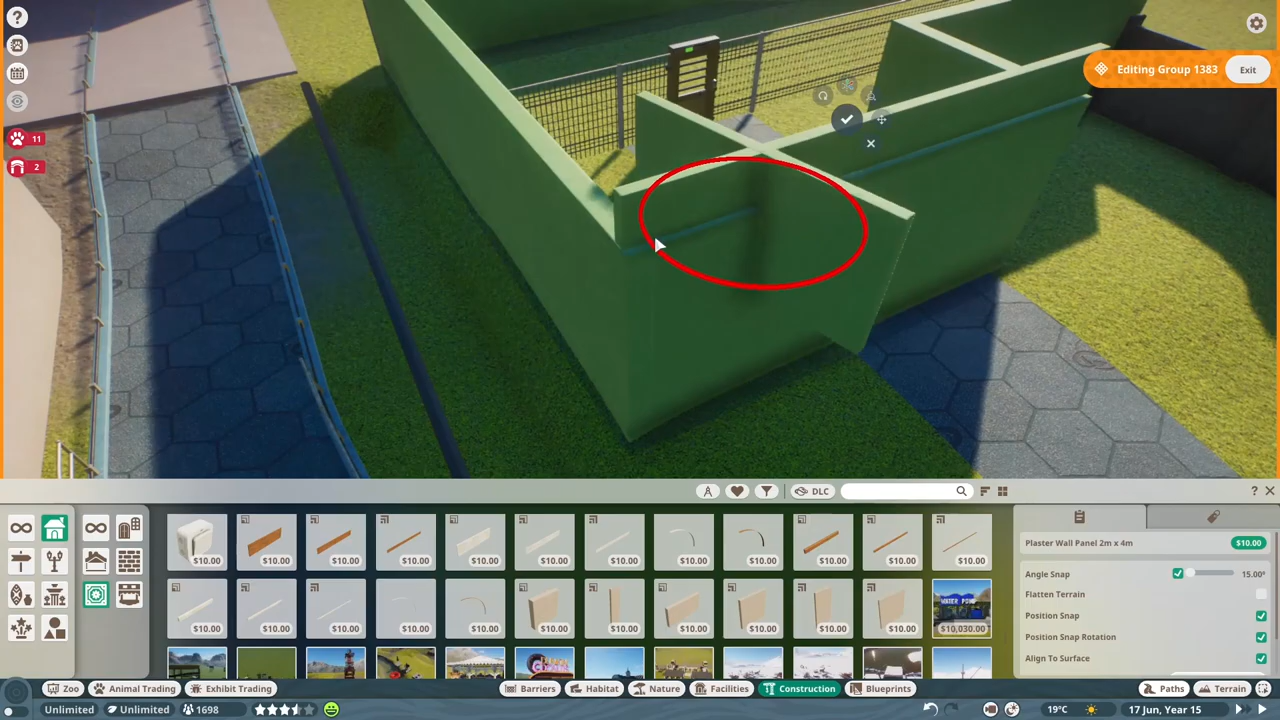 ?
Editing Group 1383
Exit
11
2
DLC
?
$10.00 $10.00 $10.00 $10.00 $10.00 $10.00 $10.00 $10.00 $10.00 $10.00 $10.00 $10.00
$10.00 $10.00 $10.00 $10.00 $10.00 $10.00 $10.00 $10.00 $10.00 $10.00 $10.00 $10,030.00
Plaster Wall Panel 2m x 4m $10.00
Angle Snap 15.00°
Flatten Terrain
Position Snap
Position Snap Rotation
Align To Surface
Zoo Animal Trading Exhibit Trading Barriers Habitat Nature Facilities Construction Blueprints Paths Terrain
Unlimited Unlimited 1698 19°C 17 Jun, Year 15